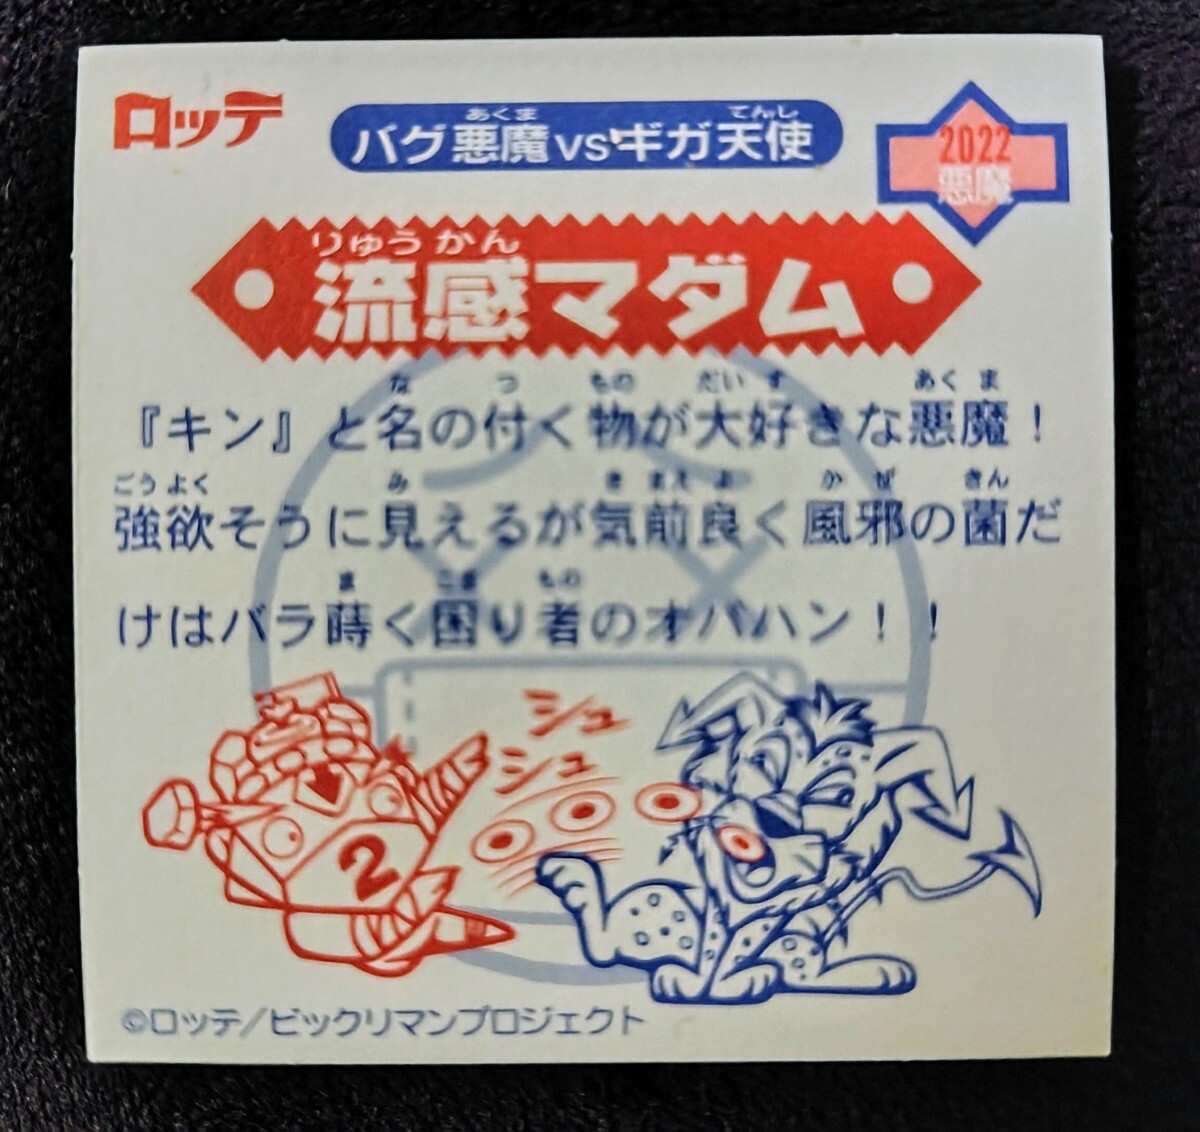 ロッテ
バグ悪魔vsギガ天使
あくま
てんし
2022
悪魔
りゅうかん
流感マダム
な つ もの だいす あくま
『キン』と名の付く物が大好きな悪魔！
ごうよく み きまえよ かぜ きん
強欲そうに見えるが気前良く風邪の菌だ
ま こま もの
けはバラ蒔く困り者のオバハン！！
シュ
シュ
2
©ロッテ/ビックリマンプロジェクト